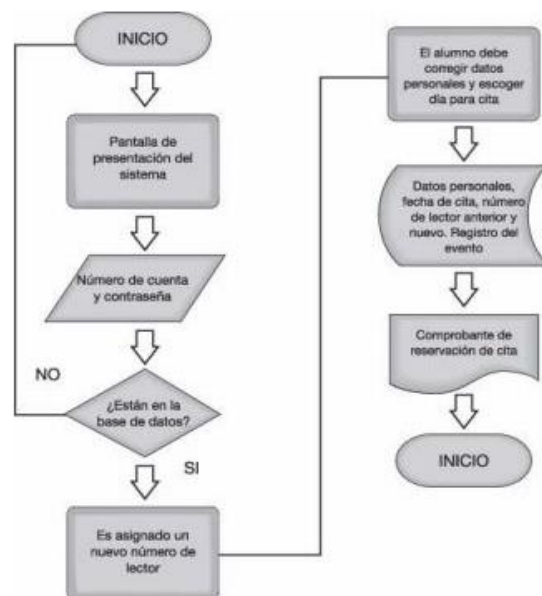 INICIO
Pantalla de
presentación del
sistema
Número de cuenta
y contraseña
NO
¿Están en la
base de datos?
SI
Es asignado un
nuevo número de
lector
El alumno debe
corregir datos
personales y escoger
día para cita
Datos personales,
fecha de cita, número
de lector anterior y
nuevo. Registro del
evento
Comprobante de
reservación de cita
INICIO